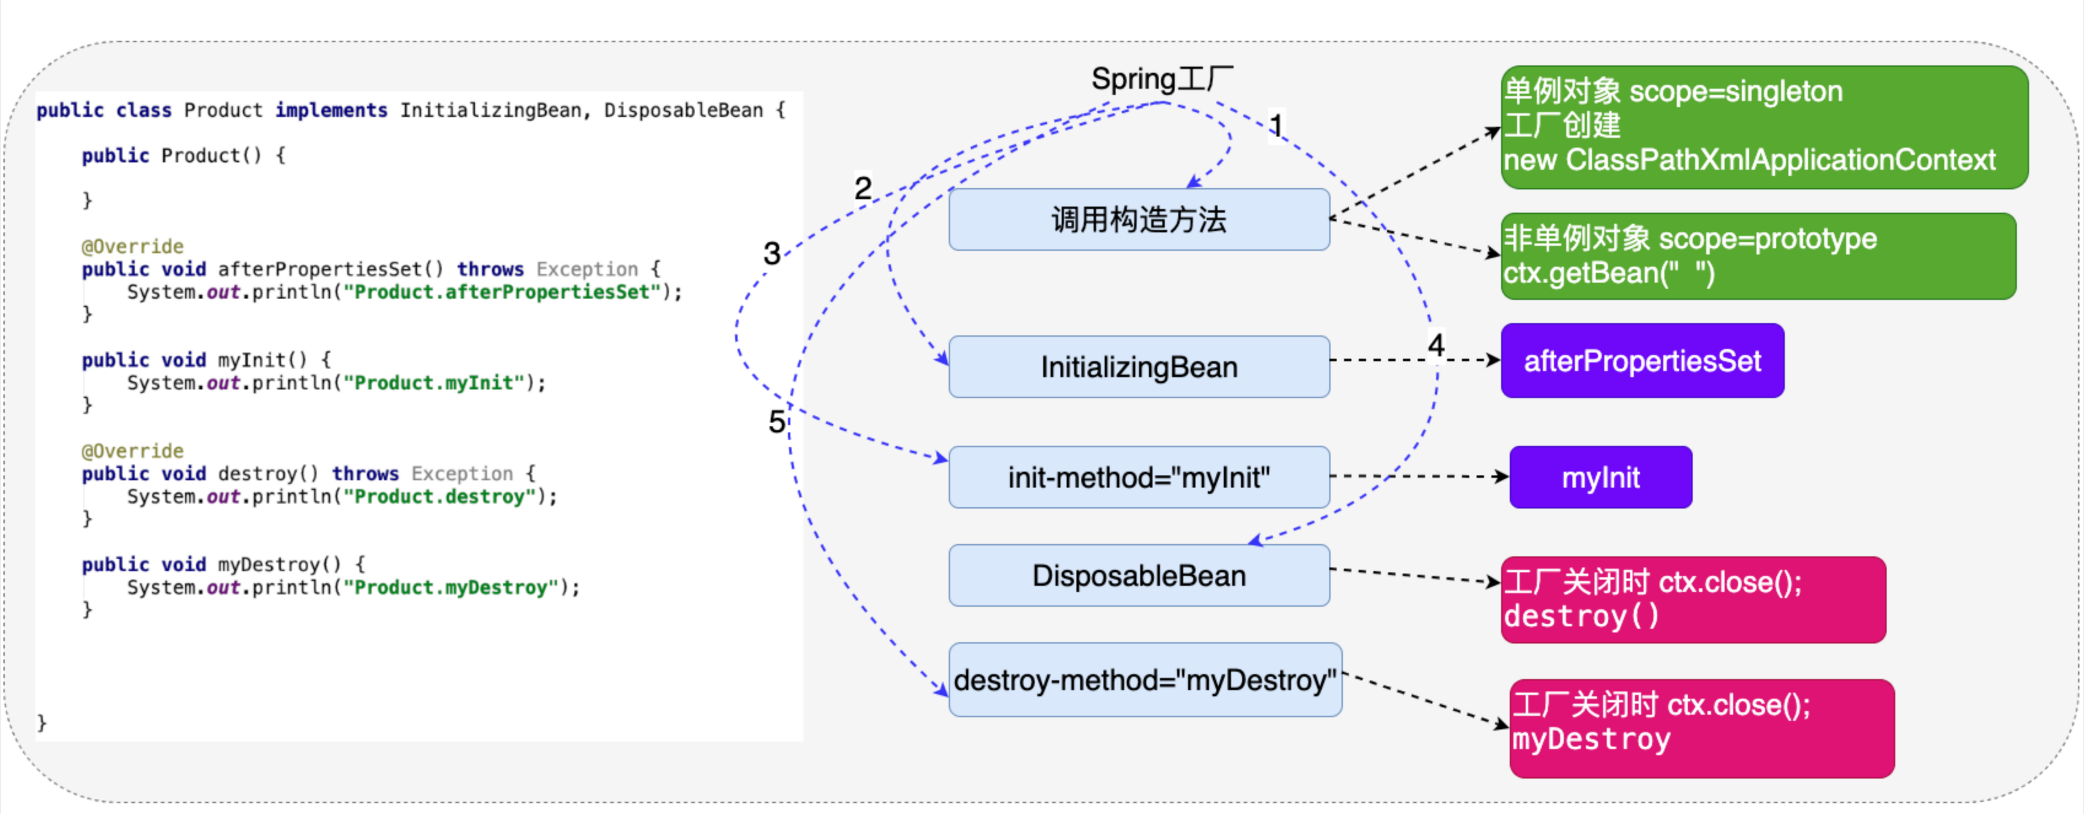 public class Product implements InitializingBean, DisposableBean {
public Product() {
}
@Override
public void afterPropertiesSet() throws Exception {
System.out.println("Product.afterPropertiesSet");
}
public void myInit() {
System.out.println("Product.myInit");
}
@Override
public void destroy() throws Exception {
System.out.println("Product.destroy");
}
public void myDestroy() {
System.out.println("Product.myDestroy");
}
}
Spring工厂
1
2
3
4
5
调用构造方法
InitializingBean
init-method="myInit"
DisposableBean
destroy-method="myDestroy"
单例对象 scope=singleton
工厂创建
new ClassPathXmlApplicationContext
非单例对象 scope=prototype
ctx.getBean(" ")
afterPropertiesSet
myInit
工厂关闭时 ctx.close();
destroy()
工厂关闭时 ctx.close();
myDestroy